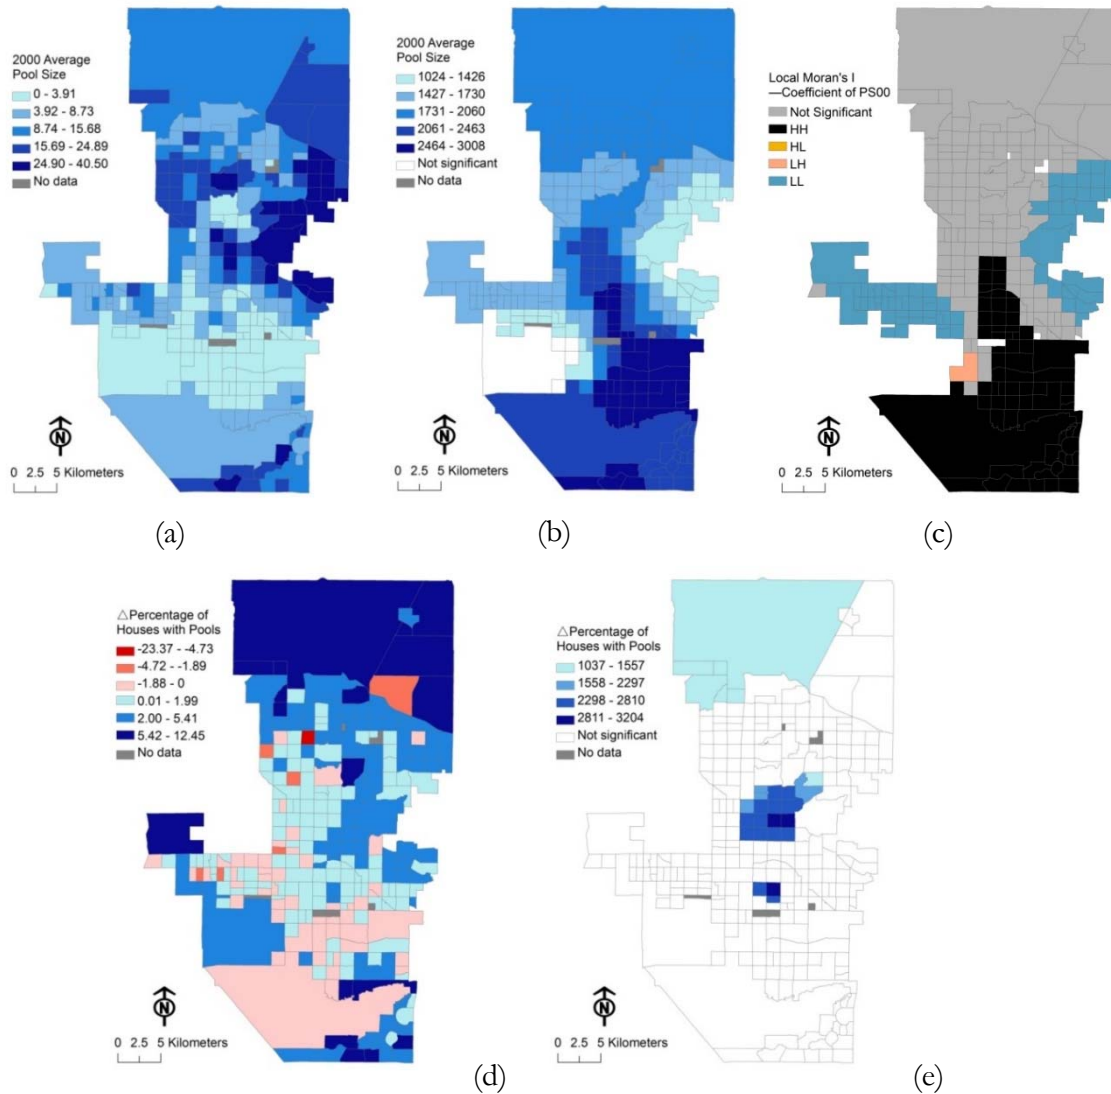 2000 Average
Pool Size
0 - 3.91
3.92 - 8.73
8.74 - 15.68
15.69 - 24.89
24.90 - 40.50
No data
N
0 2.5 5 Kilometers
(a)
2000 Average
Pool Size
1024 - 1426
1427 - 1730
1731 - 2060
2061 - 2463
2464 - 3008
Not significant
No data
N
0 2.5 5 Kilometers
(b)
Local Moran's I
—Coefficient of PS00
Not Significant
HH
HL
LH
LL
N
0 2.5 5 Kilometers
(c)
△Percentage of
Houses with Pools
-23.37 - -4.73
-4.72 - -1.89
-1.88 - 0
0.01 - 1.99
2.00 - 5.41
5.42 - 12.45
No data
N
0 2.5 5 Kilometers
(d)
△Percentage of
Houses with Pools
1037 - 1557
1558 - 2297
2298 - 2810
2811 - 3204
Not significant
No data
N
0 2.5 5 Kilometers
(e)